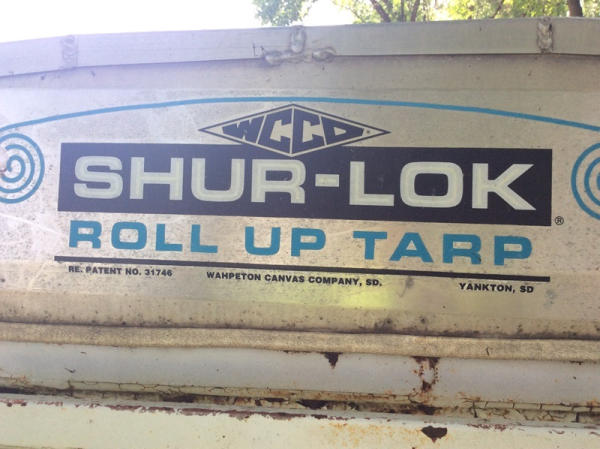 WCCO
SHUR-LOK®
ROLL UP TARP
RE. PATENT NO. 31746 WAHPETON CANVAS COMPANY, SD. YANKTON, SD